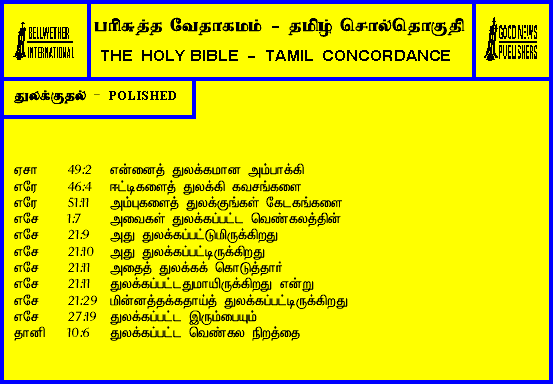 BELLWETHER
INTERNATIONAL
பரிசுத்த வேதாகமம் - தமிழ் சொல்தொகுதி
THE HOLY BIBLE - TAMIL CONCORDANCE
GOOD NEWS
PUBLISHERS
துலக்குதல் - POLISHED
ஏசா 49:2 என்னைத் துலக்கமான அம்பாக்கி
எரே 46:4 ஈட்டிகளைத் துலக்கி கவசங்களை
எரே 51:11 அம்புகளைத் துலக்குங்கள் கேடகங்களை
எசே 1:7 அவைகள் துலக்கப்பட்ட வெண்கலத்தின்
எசே 21:9 அது துலக்கப்பட்டுமிருக்கிறது
எசே 21:10 அது துலக்கப்பட்டிருக்கிறது
எசே 21:11 அதைத் துலக்கக் கொடுத்தார்
எசே 21:11 துலக்கப்பட்டதுமாயிருக்கிறது என்று
எசே 21:29 மின்னத்தக்கதாய்த் துலக்கப்பட்டிருக்கிறது
எசே 27:19 துலக்கப்பட்ட இரும்பையும்
தானி 10:6 துலக்கப்பட்ட வெண்கல நிறத்தை